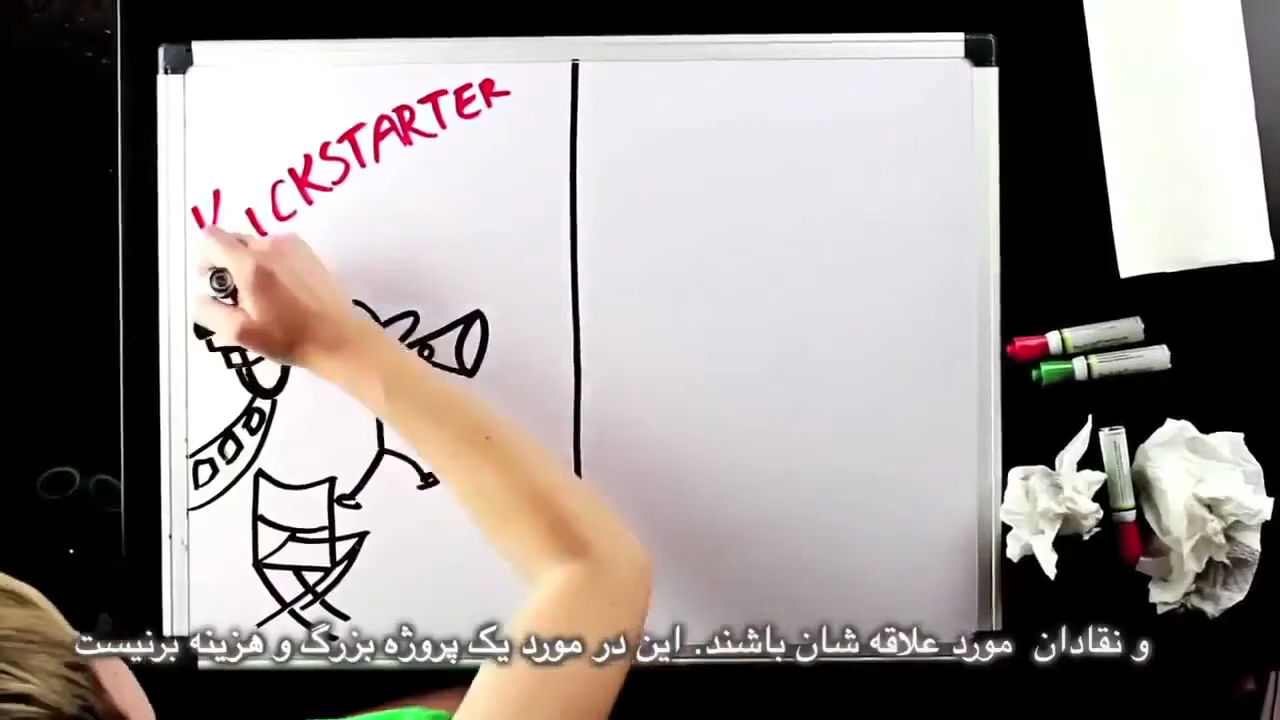 KICKSTARTER
و نقادان مورد علاقه شان باشند. این در مورد یک پروژه بزرگ و هزینه برنیست